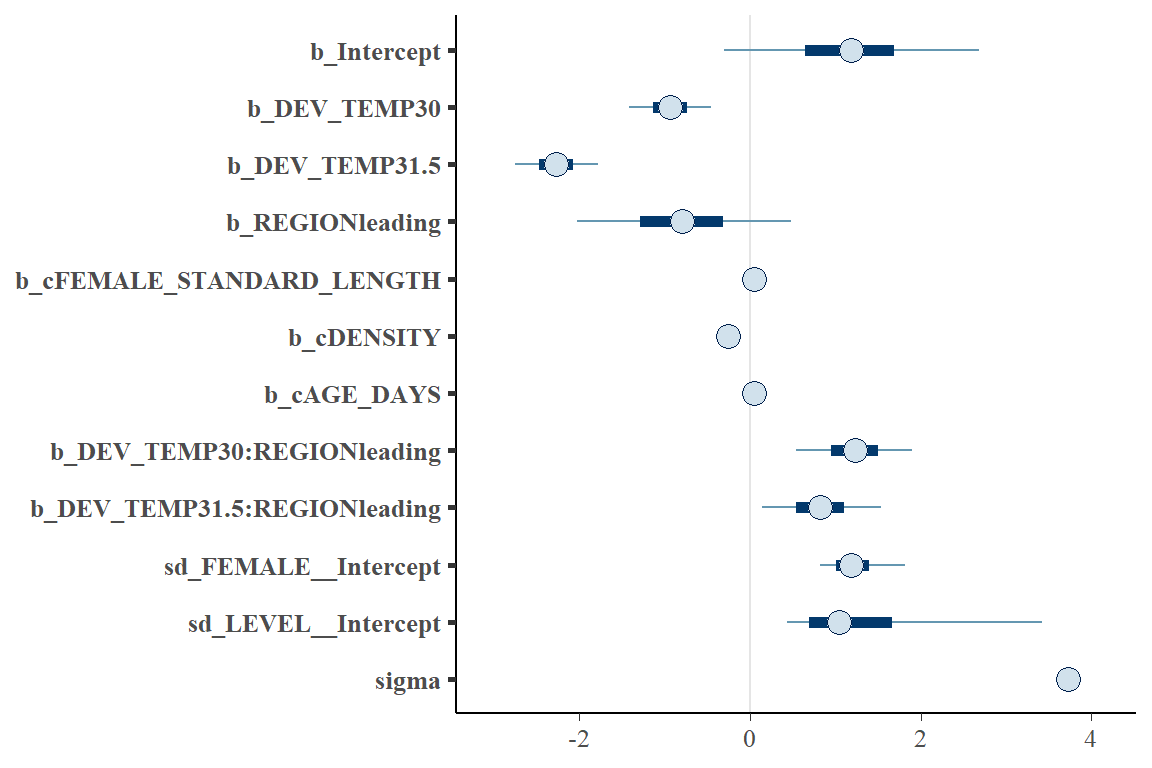 b_Intercept
b_DEV_TEMP30
b_DEV_TEMP31.5
b_REGIONleading
b_cFEMALE_STANDARD_LENGTH
b_cDENSITY
b_cAGE_DAYS
b_DEV_TEMP30:REGIONleading
b_DEV_TEMP31.5:REGIONleading
sd_FEMALE__Intercept
sd_LEVEL__Intercept
sigma
-2 0 2 4